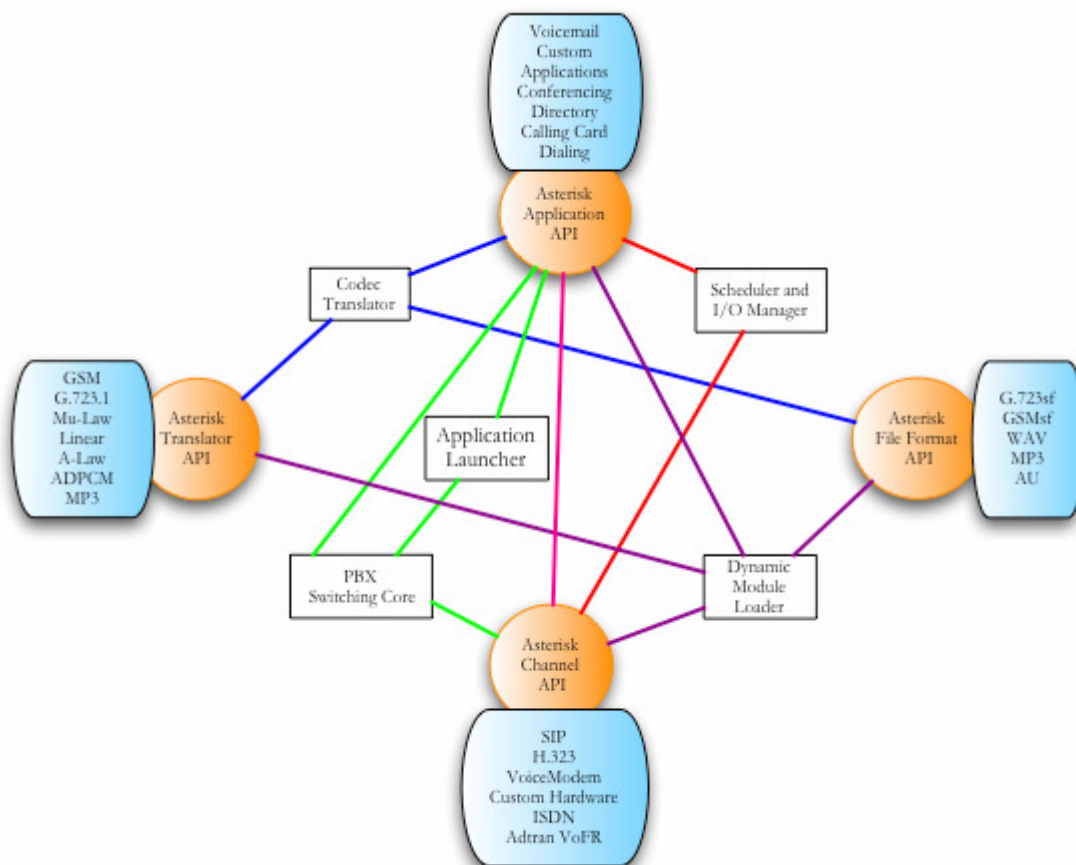 Voicemail
Custom
Applications
Conferencing
Directory
Calling Card
Dialing
Asterisk
Application
API
Codec
Translator
Scheduler and
I/O Manager
GSM
G.723.1
Mu-Law
Linear
A-Law
ADPCM
MP3
Asterisk
Translator
API
Application
Launcher
Asterisk
File Format
API
G.723sf
GSMsf
WAV
MP3
AU
PBX
Switching Core
Dynamic
Module
Loader
Asterisk
Channel
API
SIP
H.323
VoiceModem
Custom Hardware
ISDN
Adtran VoFR